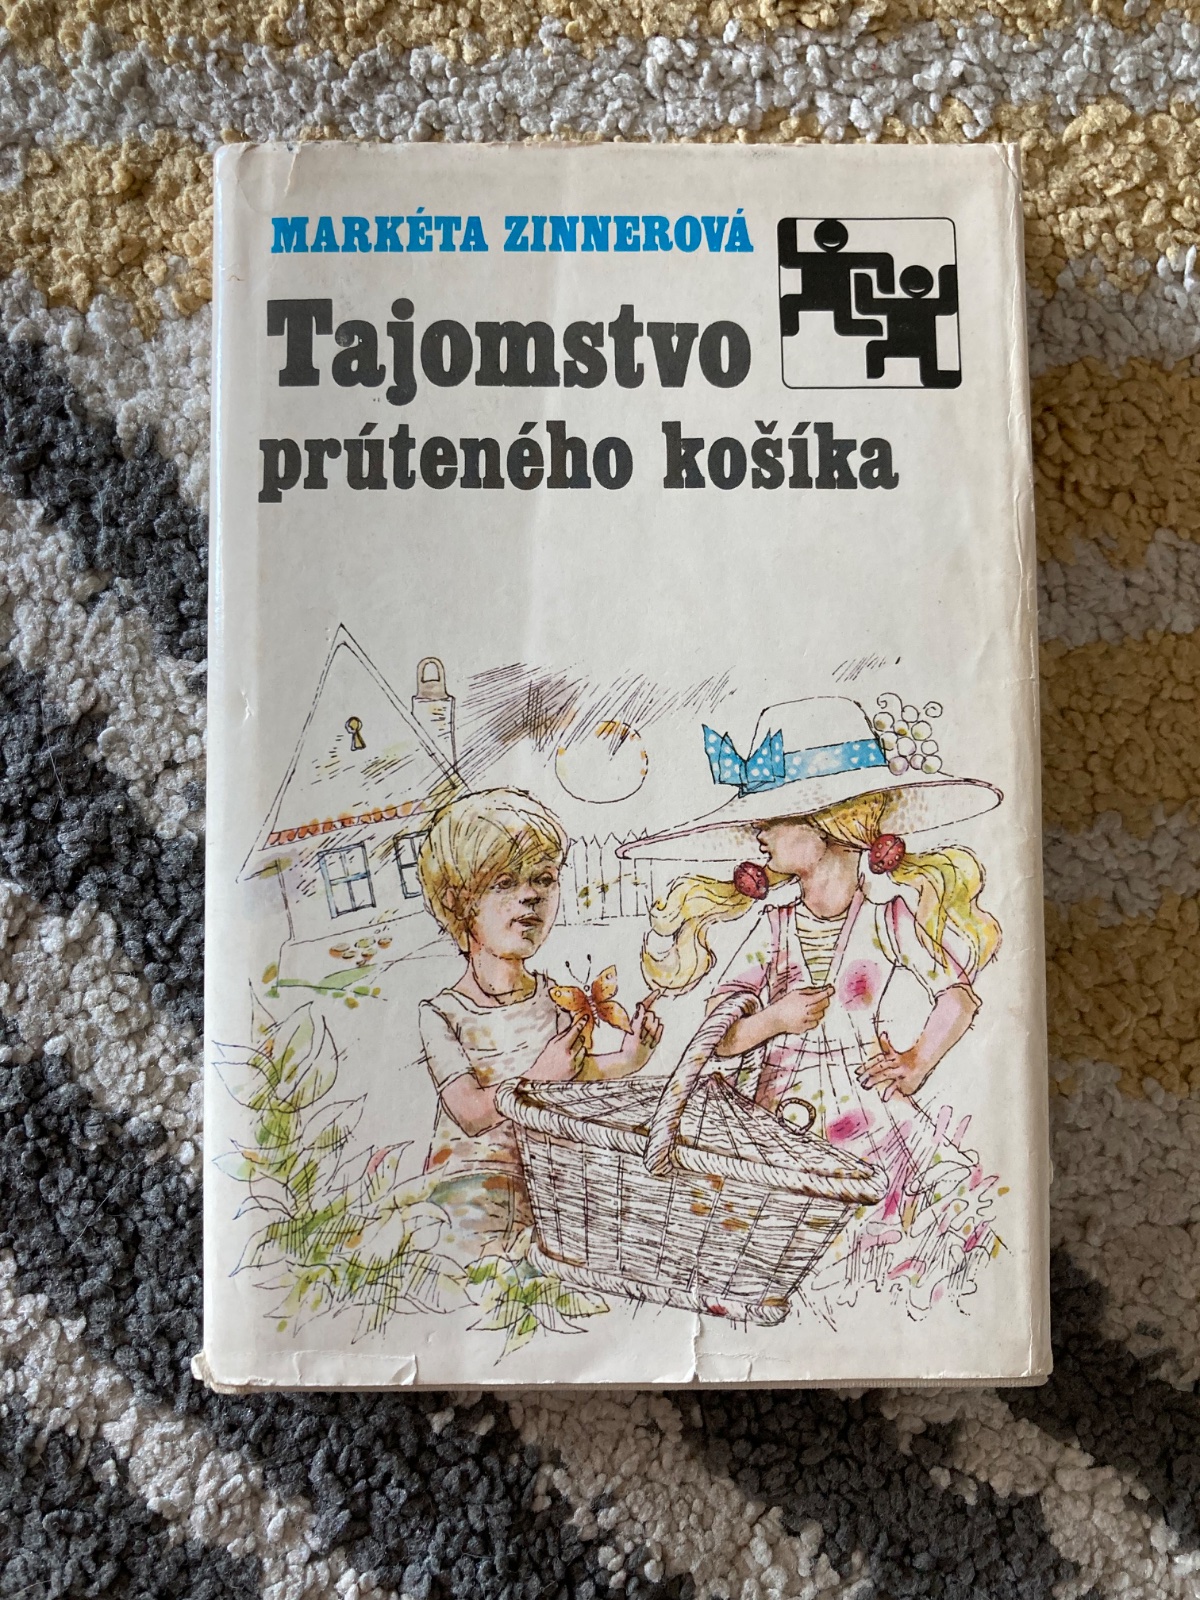 MARKÉTA ZINNEROVÁ
Tajomstvo
prúteného košíka